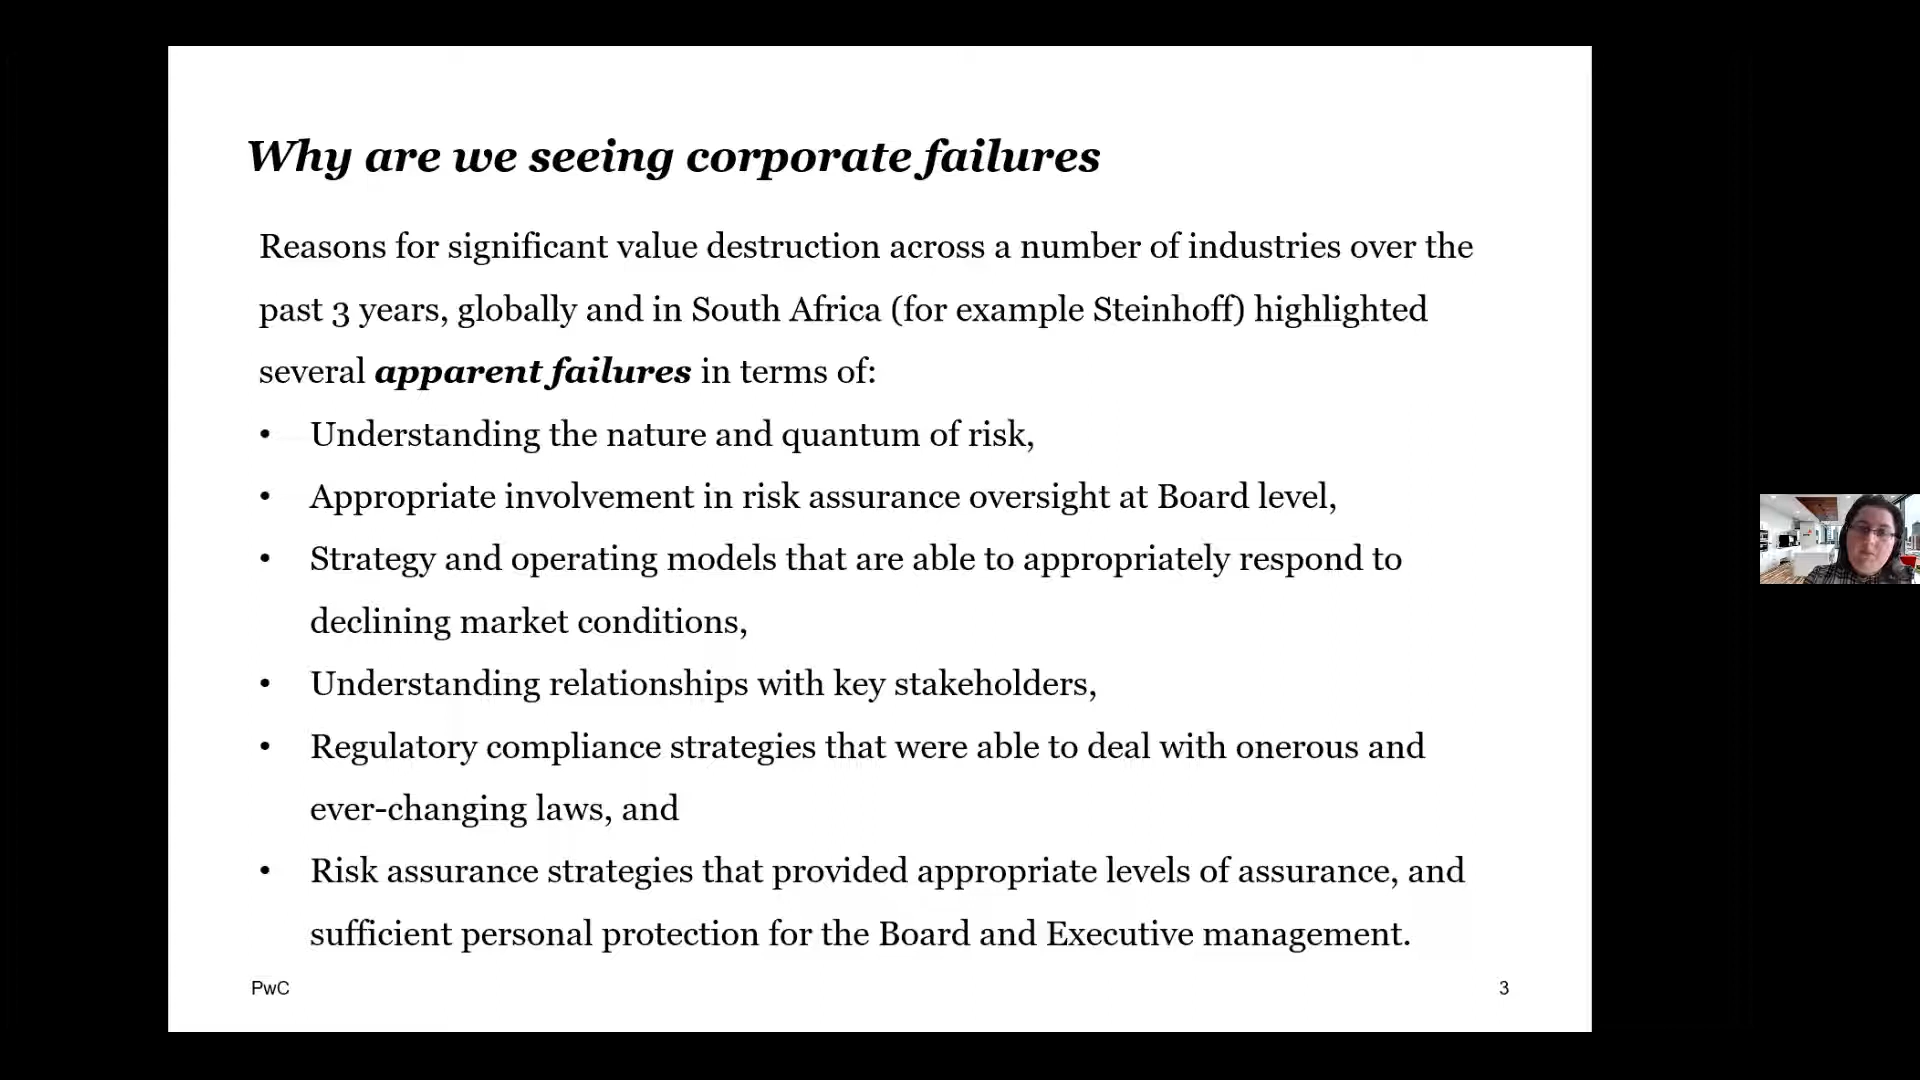 Why are we seeing corporate failures
Reasons for significant value destruction across a number of industries over the
past 3 years, globally and in South Africa (for example Steinhoff) highlighted
several apparent failures in terms of:
• Understanding the nature and quantum of risk,
• Appropriate involvement in risk assurance oversight at Board level,
• Strategy and operating models that are able to appropriately respond to
declining market conditions,
• Understanding relationships with key stakeholders,
• Regulatory compliance strategies that were able to deal with onerous and
ever-changing laws, and
• Risk assurance strategies that provided appropriate levels of assurance, and
sufficient personal protection for the Board and Executive management.
PwC
3